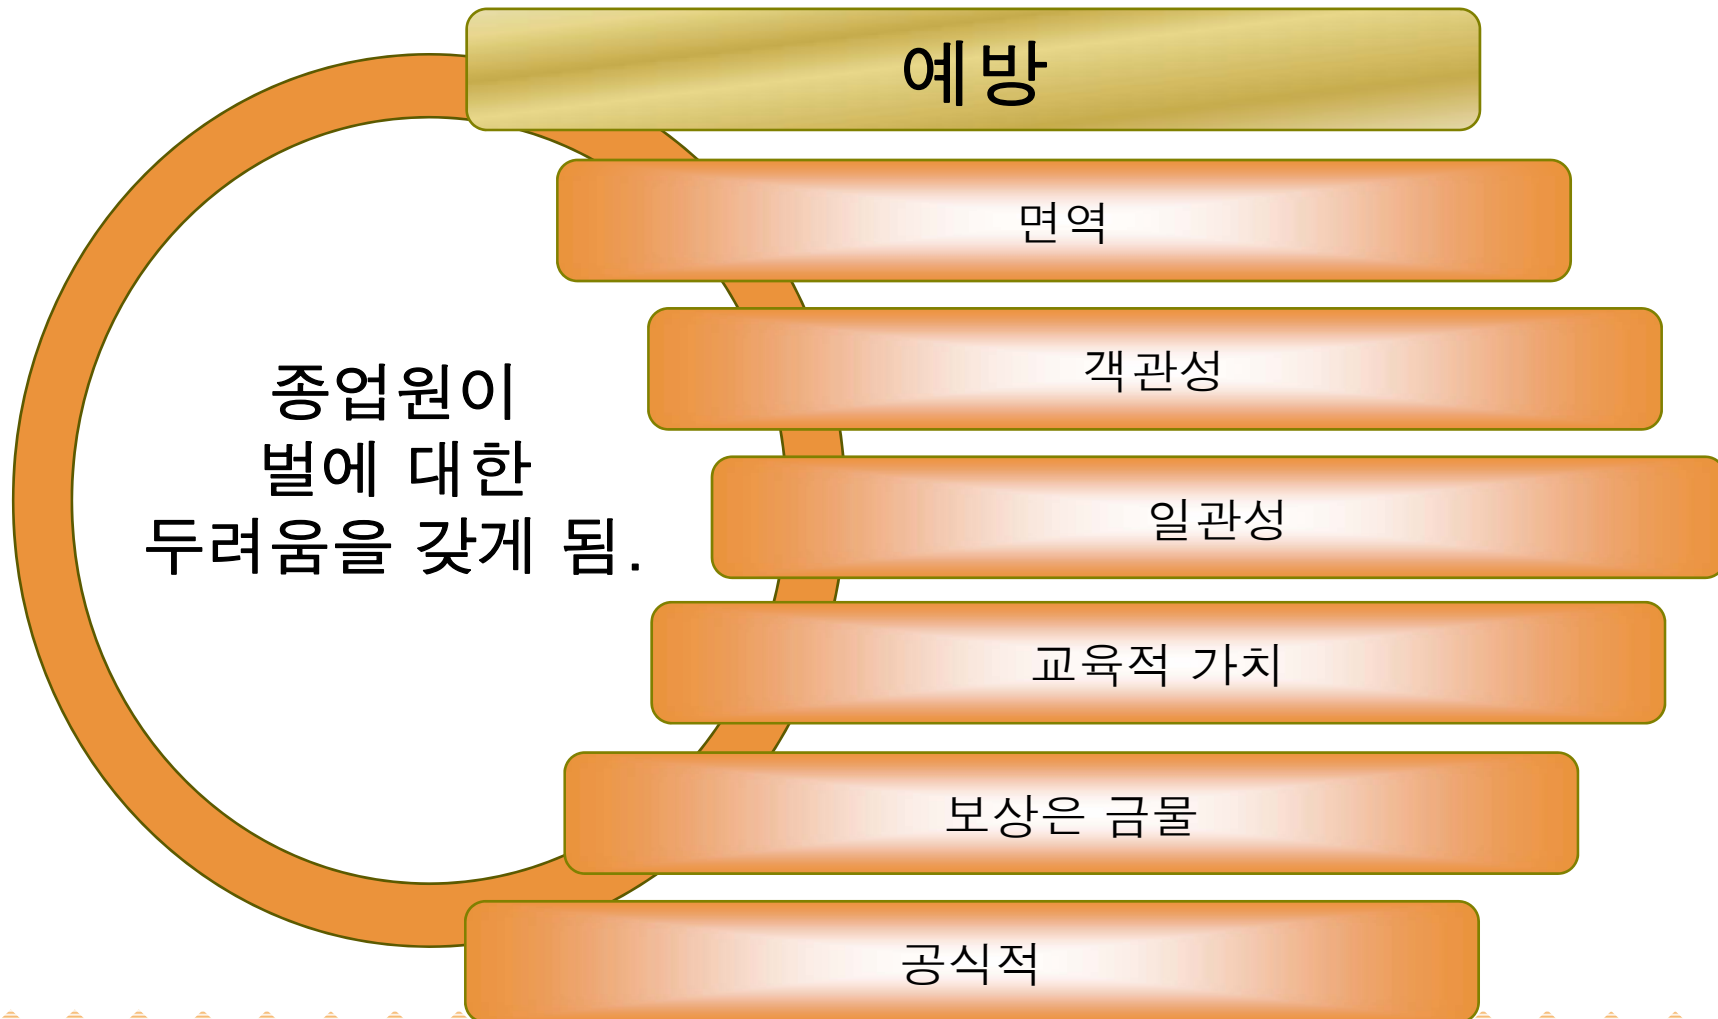 예방
면역
객관성
종업원이
벌에 대한
두려움을 갖게 됨.
일관성
교육적 가치
보상은 금물
공식적